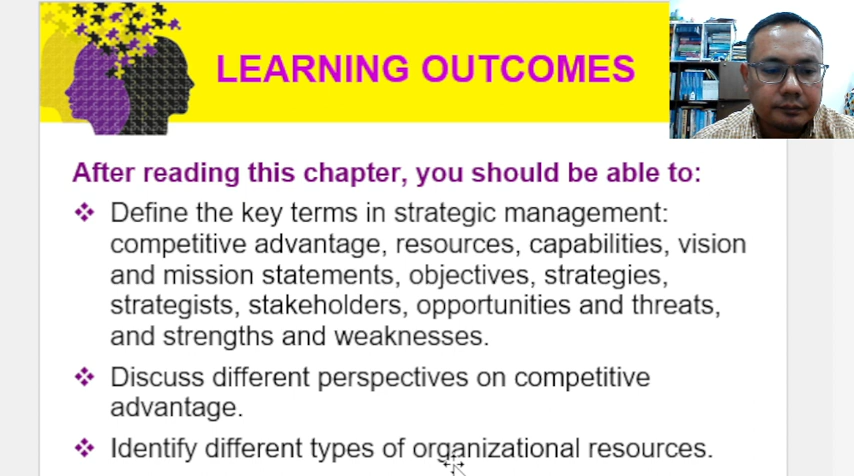 LEARNING OUTCOMES
After reading this chapter, you should be able to:
Define the key terms in strategic management:
competitive advantage, resources, capabilities, vision
and mission statements, objectives, strategies,
strategists, stakeholders, opportunities and threats,
and strengths and weaknesses.
Discuss different perspectives on competitive
advantage.
Identify different types of organizational resources.